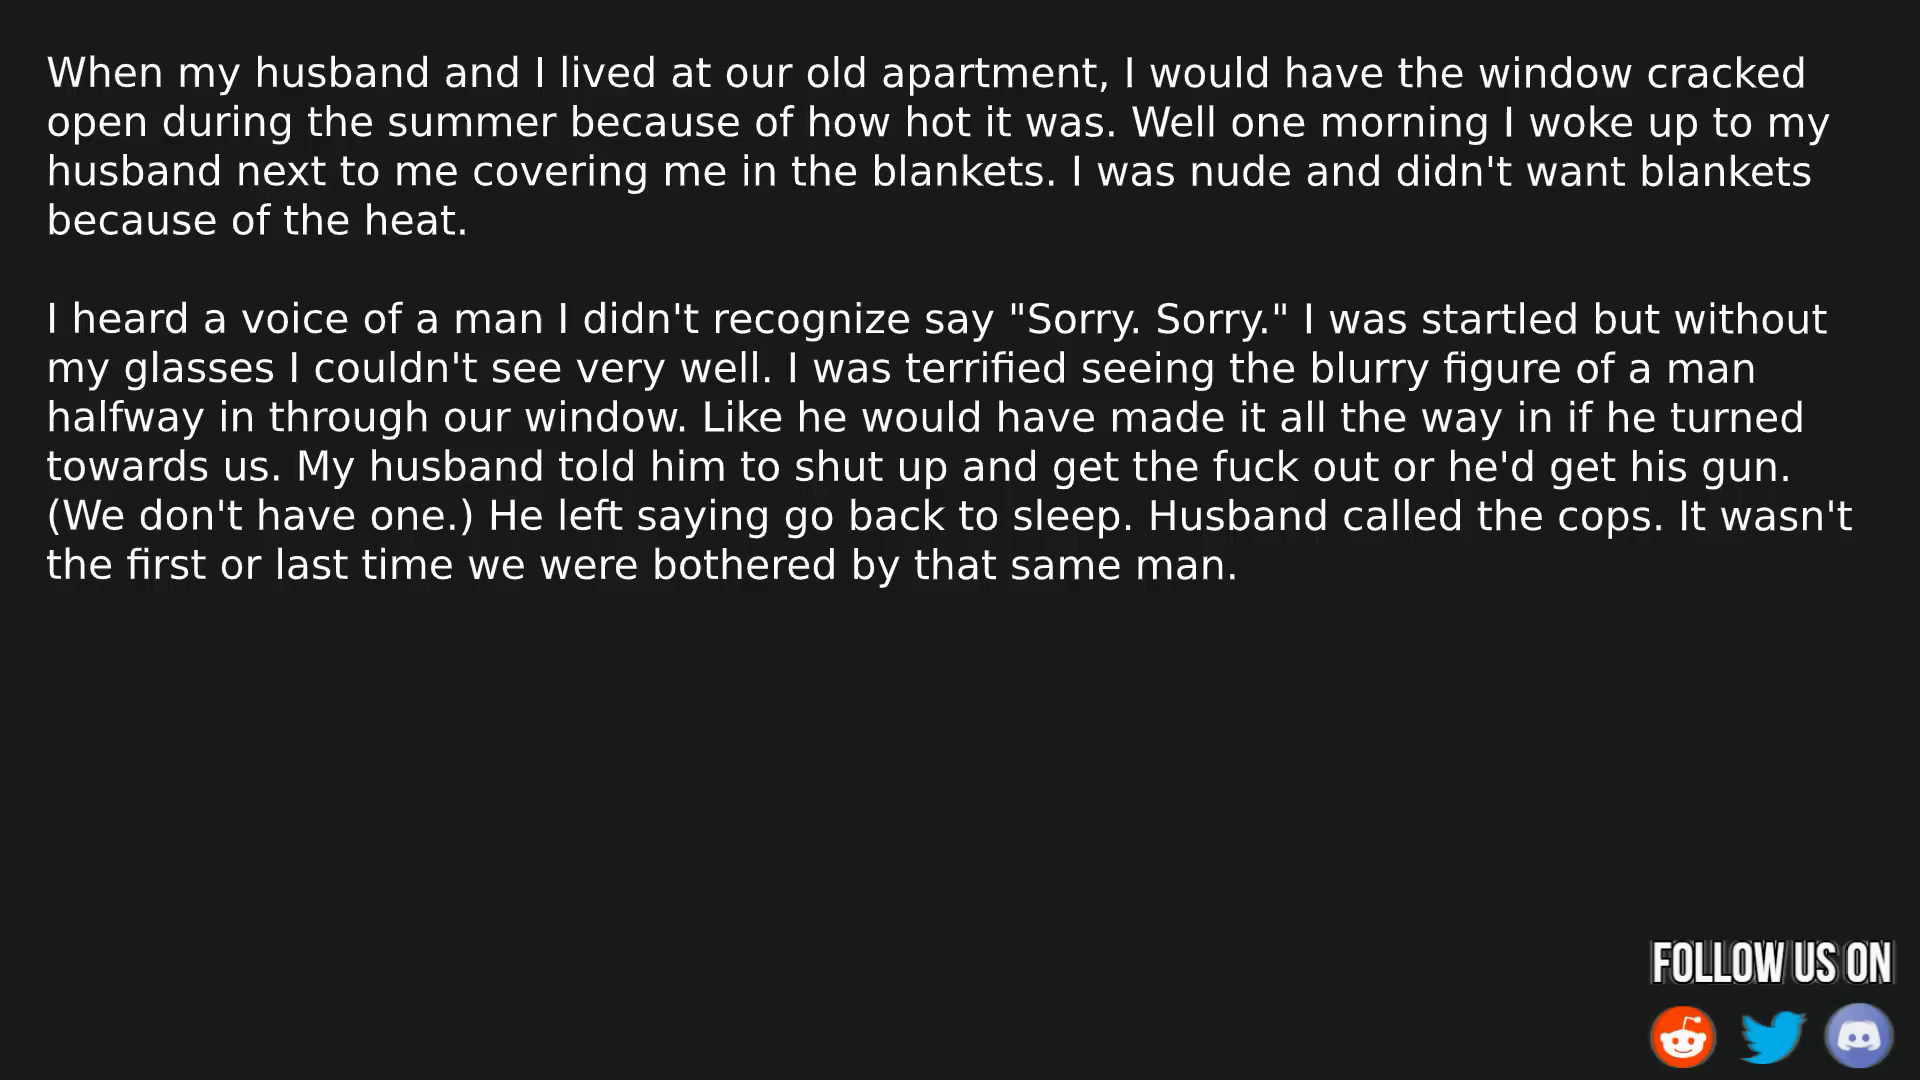 When my husband and I lived at our old apartment, I would have the window cracked
open during the summer because of how hot it was. Well one morning I woke up to my
husband next to me covering me in the blankets. I was nude and didn't want blankets
because of the heat.
I heard a voice of a man I didn't recognize say "Sorry. Sorry." I was startled but without
my glasses I couldn't see very well. I was terrified seeing the blurry figure of a man
halfway in through our window. Like he would have made it all the way in if he turned
towards us. My husband told him to shut up and get the fuck out or he'd get his gun.
(We don't have one.) He left saying go back to sleep. Husband called the cops. It wasn't
the first or last time we were bothered by that same man.
FOLLOW US ON